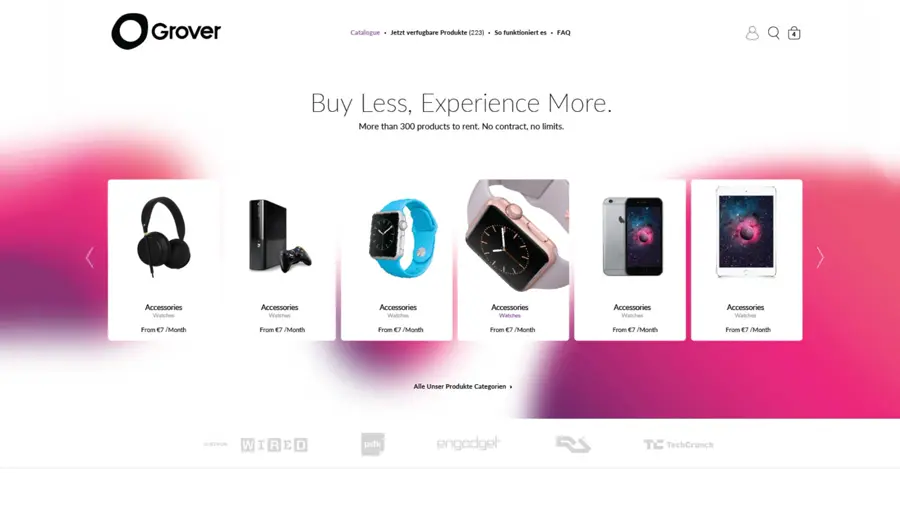 Grover
Catalogue • Jetzt verfugbare Produkte (223) • So funktioniert es • FAQ
4
Buy Less, Experience More.
More than 300 products to rent. No contract, no limits.
Accessories
Watches
From €7 /Month
Accessories
Watches
From €7 /Month
Accessories
Watches
From €7 /Month
Accessories
Watches
From €7 /Month
Accessories
Watches
From €7 /Month
Accessories
Watches
From €7 /Month
Alle Unser Produkte Categorien ›
WIRED
pdk
engadget
TC TechCrunch